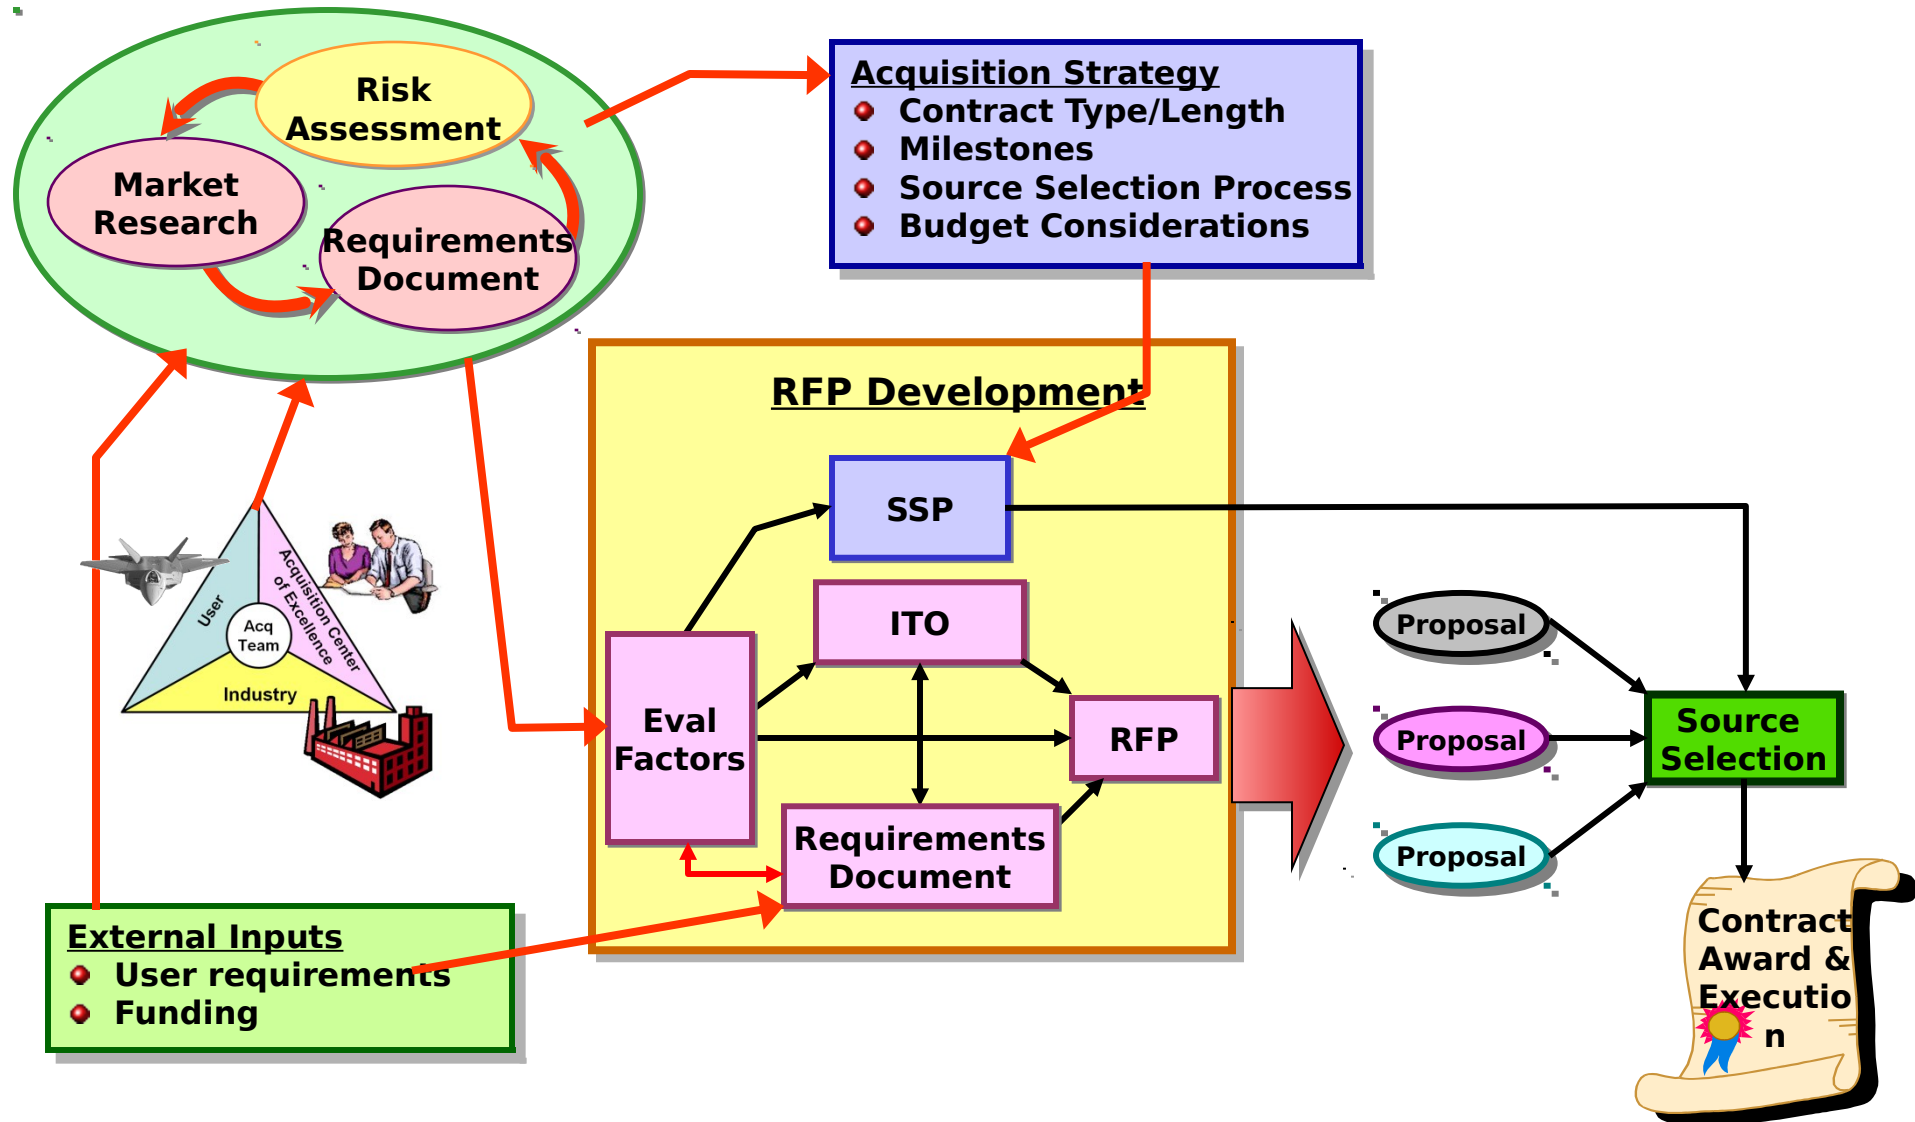 Risk
Assessment
Market
Research
Requirements
Document
Acquisition Strategy
Contract Type/Length
Milestones
Source Selection Process
Budget Considerations
RFP Development
SSP
ITO
Eval
Factors
RFP
Requirements
Document
User
Acquisition Center
of Excellence
Acq
Team
Industry
External Inputs
User requirements
Funding
Proposal
Proposal
Proposal
Source
Selection
Contract
Award &
Executio
n